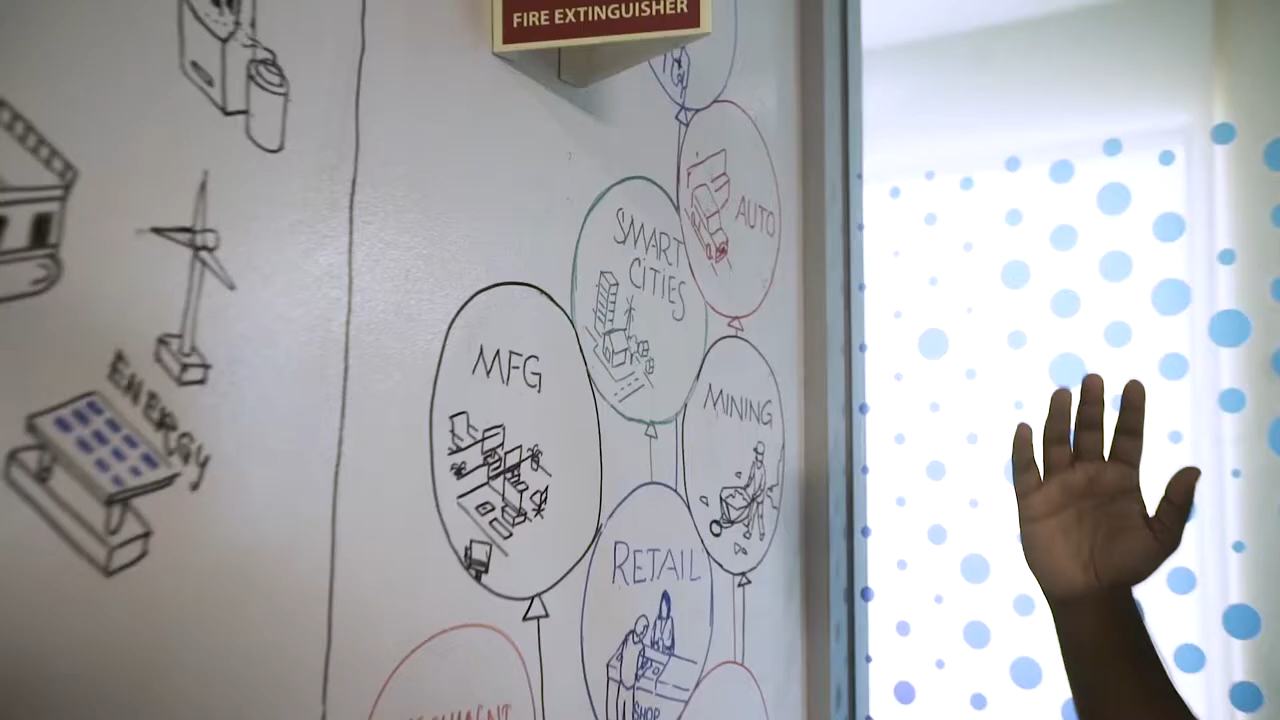 FIRE EXTINGUISHER
AUTO
SMART
CITIES
MFG
MINING
ENERGY
RETAIL
SHOP